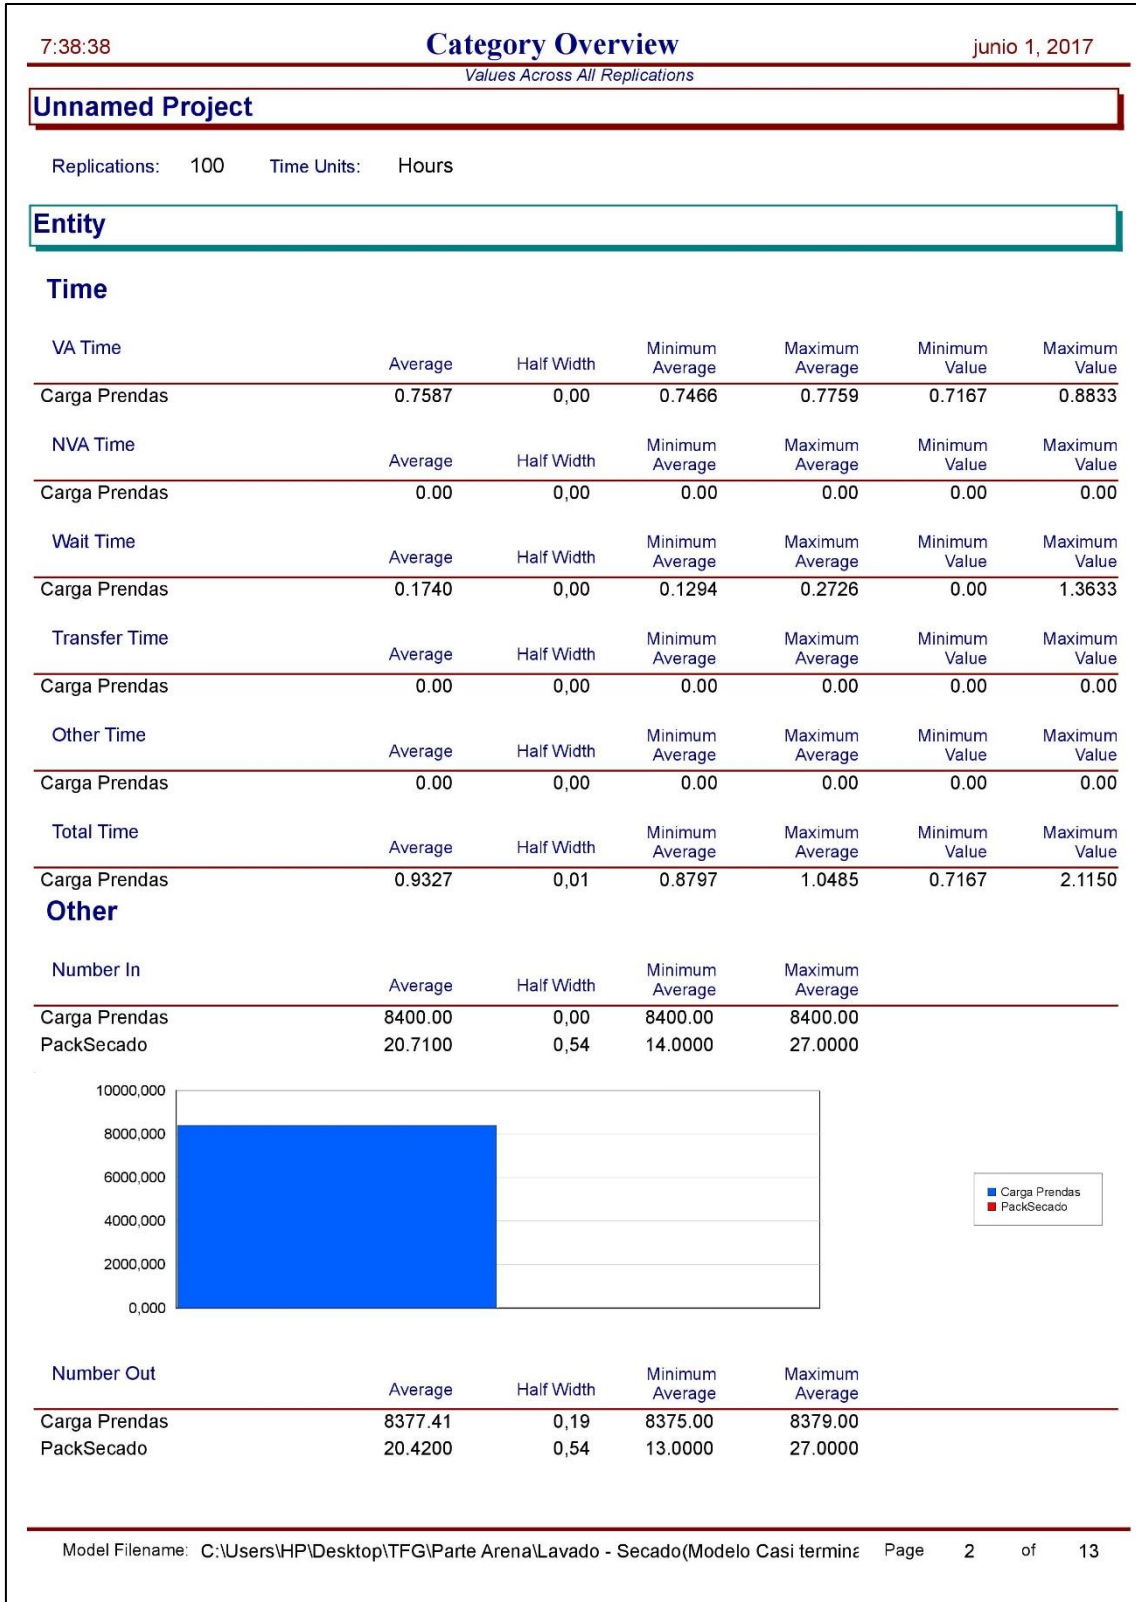 7:38:38 Category Overview junio 1, 2017
Values Across All Replications
Unnamed Project
Replications: 100 Time Units: Hours
Entity
Time
VA Time Average Half Width Minimum Average Maximum Average Minimum Value Maximum Value
Carga Prendas 0.7587 0,00 0.7466 0.7759 0.7167 0.8833
NVA Time Average Half Width Minimum Average Maximum Average Minimum Value Maximum Value
Carga Prendas 0.00 0,00 0.00 0.00 0.00 0.00
Wait Time Average Half Width Minimum Average Maximum Average Minimum Value Maximum Value
Carga Prendas 0.1740 0,00 0.1294 0.2726 0.00 1.3633
Transfer Time Average Half Width Minimum Average Maximum Average Minimum Value Maximum Value
Carga Prendas 0.00 0,00 0.00 0.00 0.00 0.00
Other Time Average Half Width Minimum Average Maximum Average Minimum Value Maximum Value
Carga Prendas 0.00 0,00 0.00 0.00 0.00 0.00
Total Time Average Half Width Minimum Average Maximum Average Minimum Value Maximum Value
Carga Prendas 0.9327 0,01 0.8797 1.0485 0.7167 2.1150
Other
Number In Average Half Width Minimum Average Maximum Average
Carga Prendas 8400.00 0,00 8400.00 8400.00
PackSecado 20.7100 0,54 14.0000 27.0000
10000,000
8000,000
6000,000
4000,000
2000,000
0,000
Carga Prendas
PackSecado
Number Out Average Half Width Minimum Average Maximum Average
Carga Prendas 8377.41 0,19 8375.00 8379.00
PackSecado 20.4200 0,54 13.0000 27.0000
Model Filename: C:\Users\HP\Desktop\TFG\Parte Arena\Lavado - Secado(Modelo Casi termina Page 2 of 13